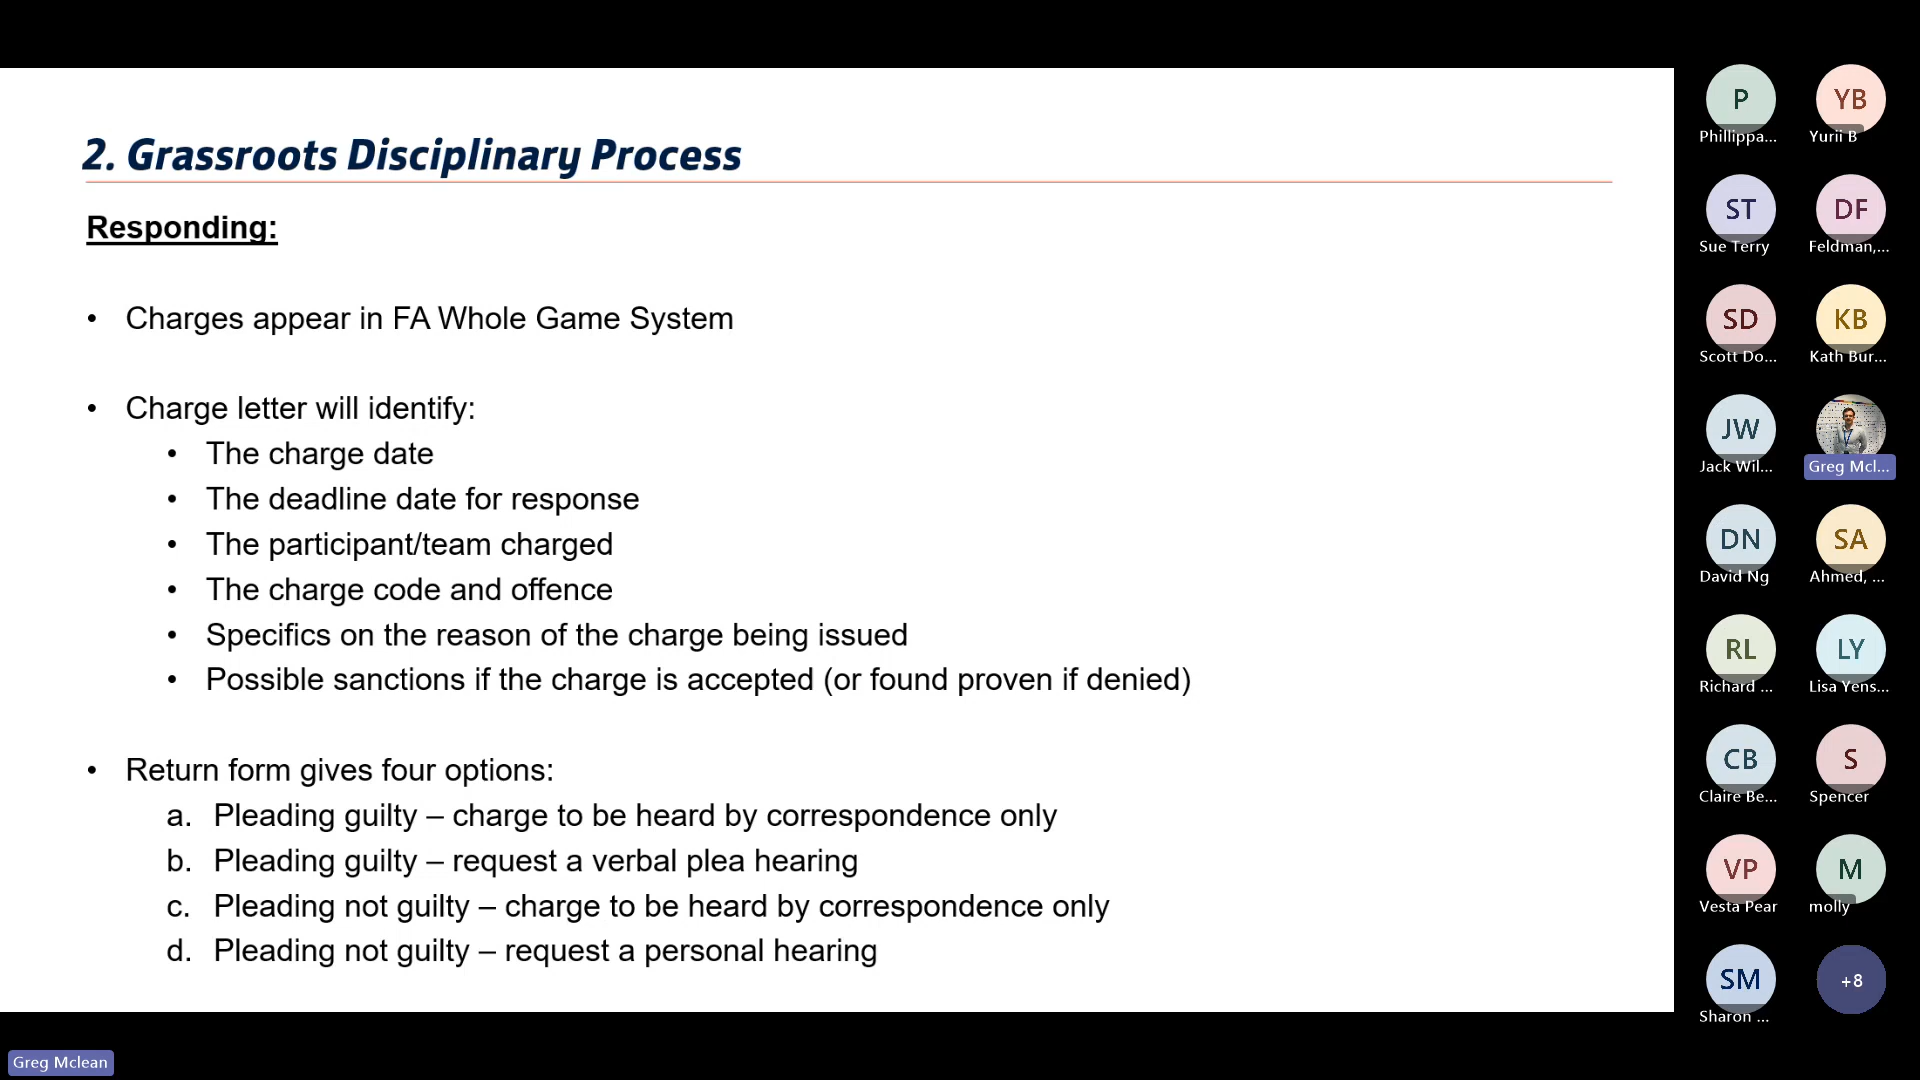 2. Grassroots Disciplinary Process
Responding:
• Charges appear in FA Whole Game System
• Charge letter will identify:
• The charge date
• The deadline date for response
• The participant/team charged
• The charge code and offence
• Specifics on the reason of the charge being issued
• Possible sanctions if the charge is accepted (or found proven if denied)
• Return form gives four options:
a. Pleading guilty – charge to be heard by correspondence only
b. Pleading guilty – request a verbal plea hearing
c. Pleading not guilty – charge to be heard by correspondence only
d. Pleading not guilty – request a personal hearing
P
Phillippa...
YB
Yurii B
ST
Sue Terry
DF
Feldman,...
SD
Scott Do...
KB
Kath Bur...
JW
Jack Wil...
Greg Mcl...
DN
David Ng
SA
Ahmed, ...
RL
Richard ...
LY
Lisa Yens...
CB
Claire Be...
S
Spencer
VP
Vesta Pear
M
molly
SM
Sharon ...
+8
Greg Mclean